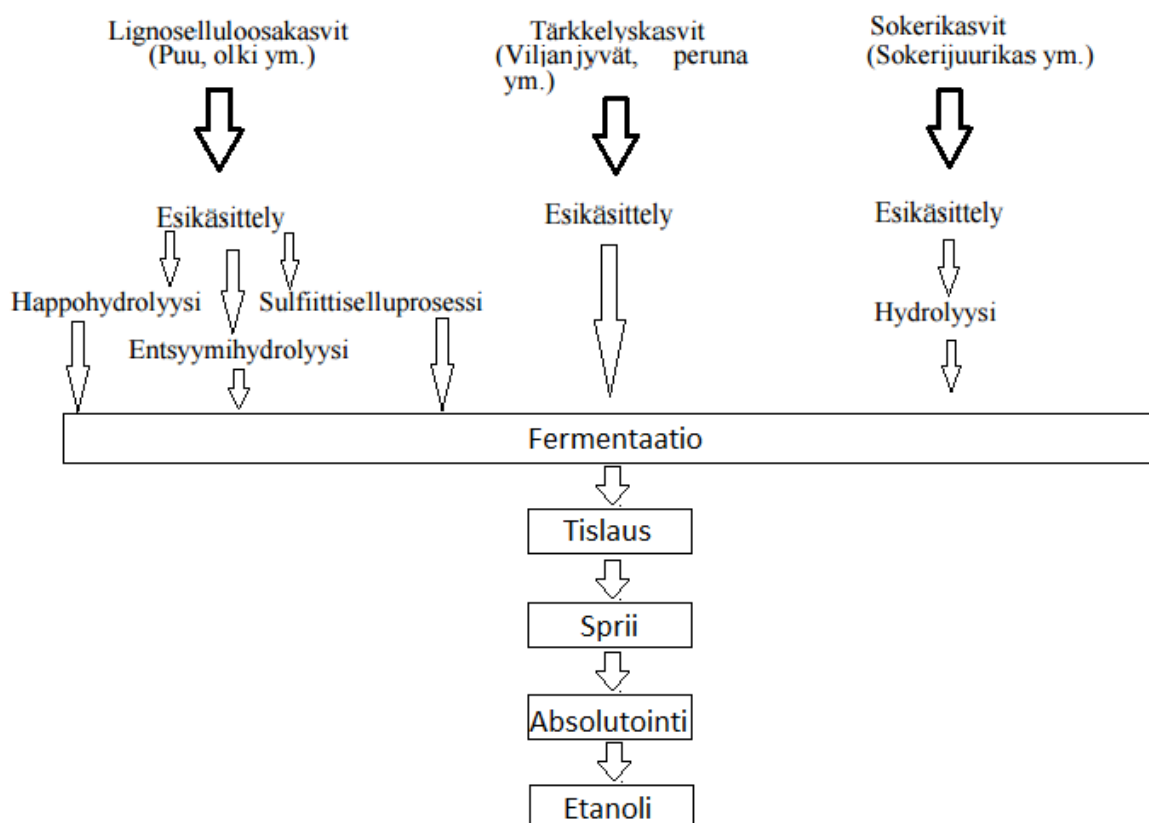 Lignoselluloosakasvit
(Puu, olki ym.)
Tärkkelyskasvit
(Viljanjyvät, peruna
ym.)
Sokerikasvit
(Sokerijuurikas ym.)
Esikäsittely
Esikäsittely
Esikäsittely
Happohydrolyysi
Sulfiittiselluprosessi
Entsyymihydrolyysi
Hydrolyysi
Fermentaatio
Tislaus
Sprii
Absolutointi
Etanoli